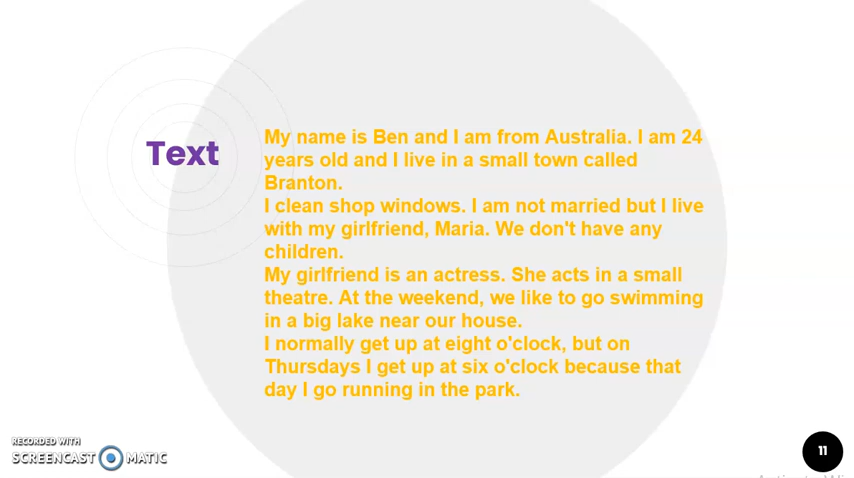 Text
My name is Ben and I am from Australia. I am 24
years old and I live in a small town called
Branton.
I clean shop windows. I am not married but I live
with my girlfriend, Maria. We don't have any
children.
My girlfriend is an actress. She acts in a small
theatre. At the weekend, we like to go swimming
in a big lake near our house.
I normally get up at eight o'clock, but on
Thursdays I get up at six o'clock because that
day I go running in the park.
RECORDED WITH
SCREENCAST MATIC
11